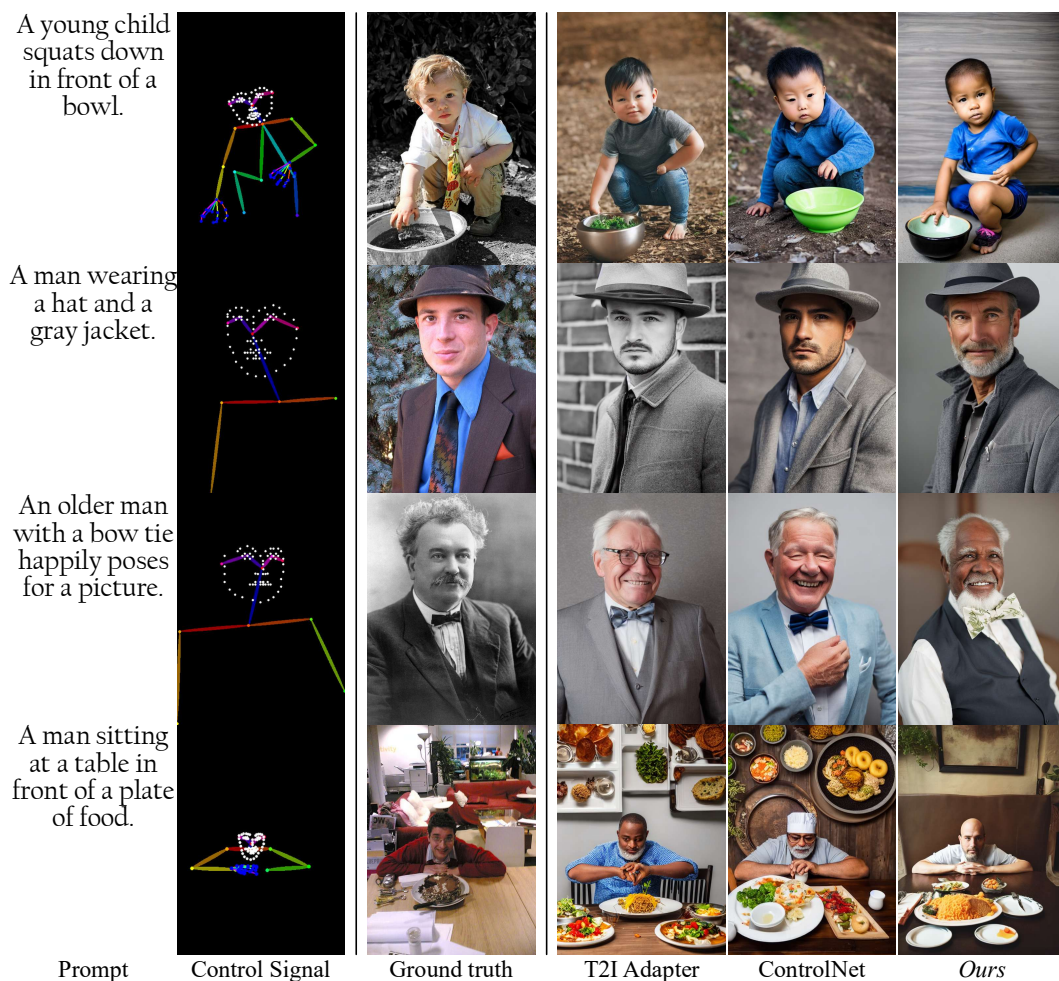 A young child
squats down
in front of a
bowl.
A man wearing
a hat and a
gray jacket.
An older man
with a bow tie
happily poses
for a picture.
A man sitting
at a table in
front of a plate
of food.
Prompt
Control Signal
Ground truth
T2I Adapter
ControlNet
Ours